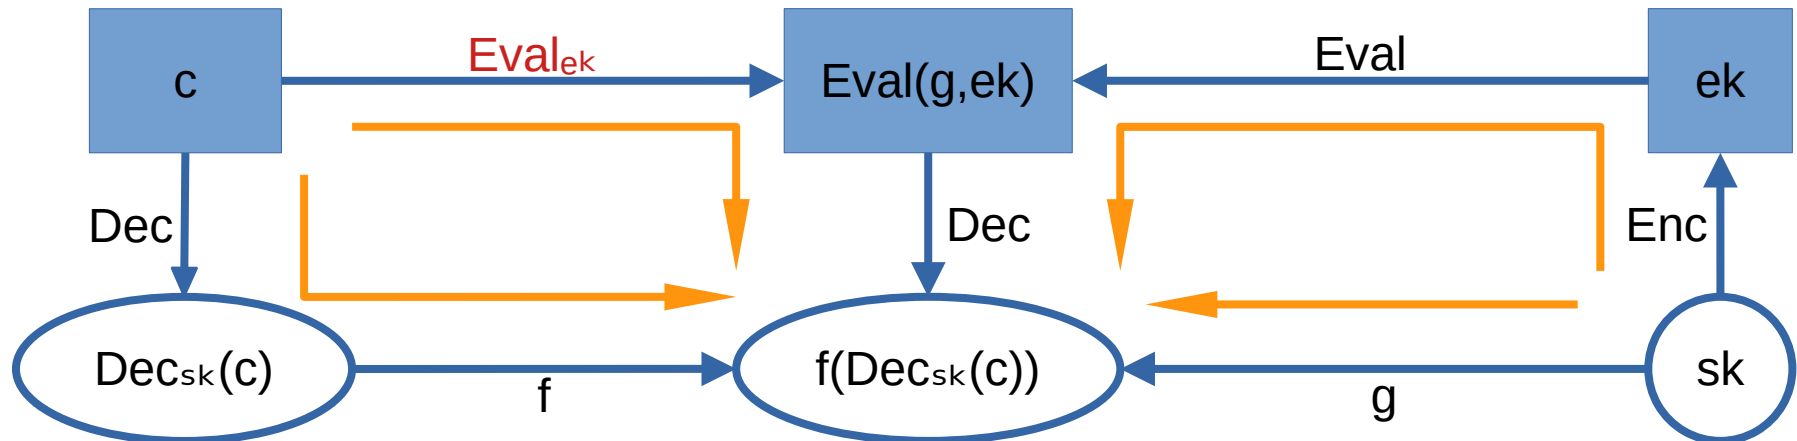 c
Evalₑₖ
Eval(g,ek)
Eval
ek
Dec
Dec
Enc
Decₛₖ(c)
f
f(Decₛₖ(c))
g
sk